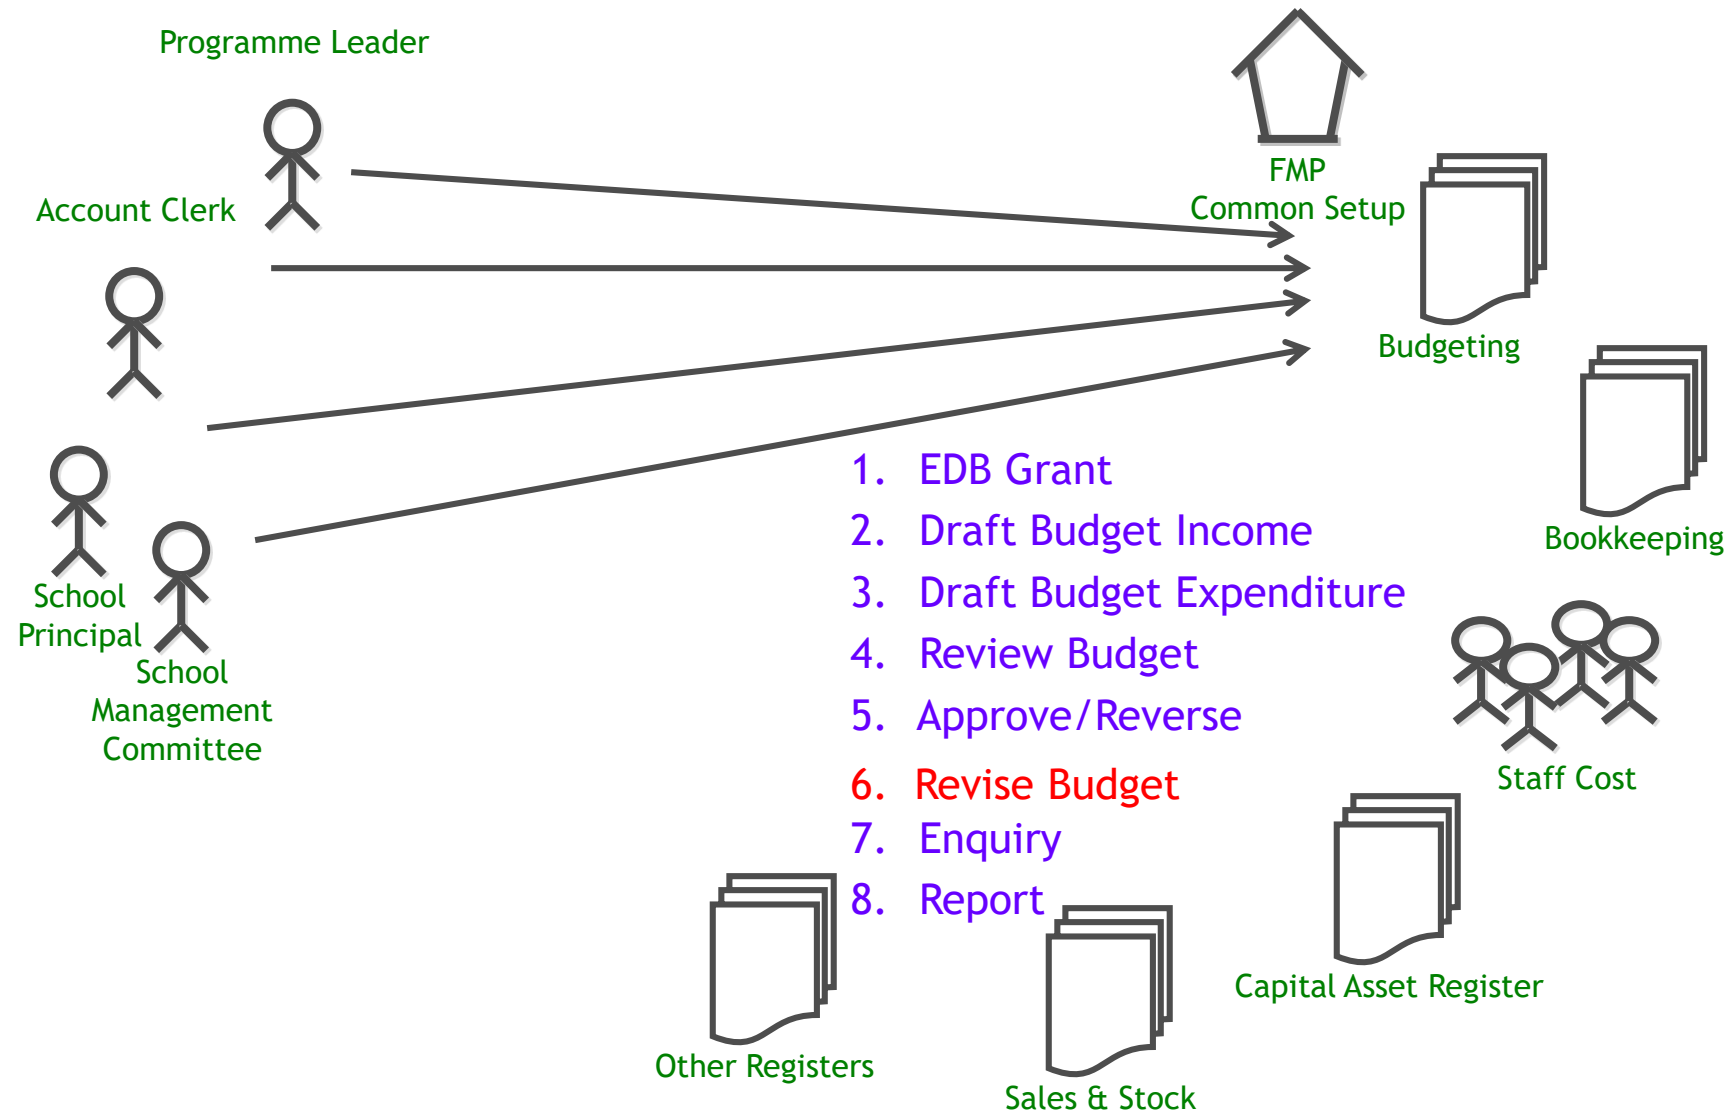 Programme Leader
Account Clerk
School
Principal
School
Management
Committee
FMP
Common Setup
Budgeting
Bookkeeping
1. EDB Grant
2. Draft Budget Income
3. Draft Budget Expenditure
4. Review Budget
5. Approve/Reverse
6. Revise Budget
7. Enquiry
8. Report
Staff Cost
Capital Asset Register
Other Registers
Sales & Stock